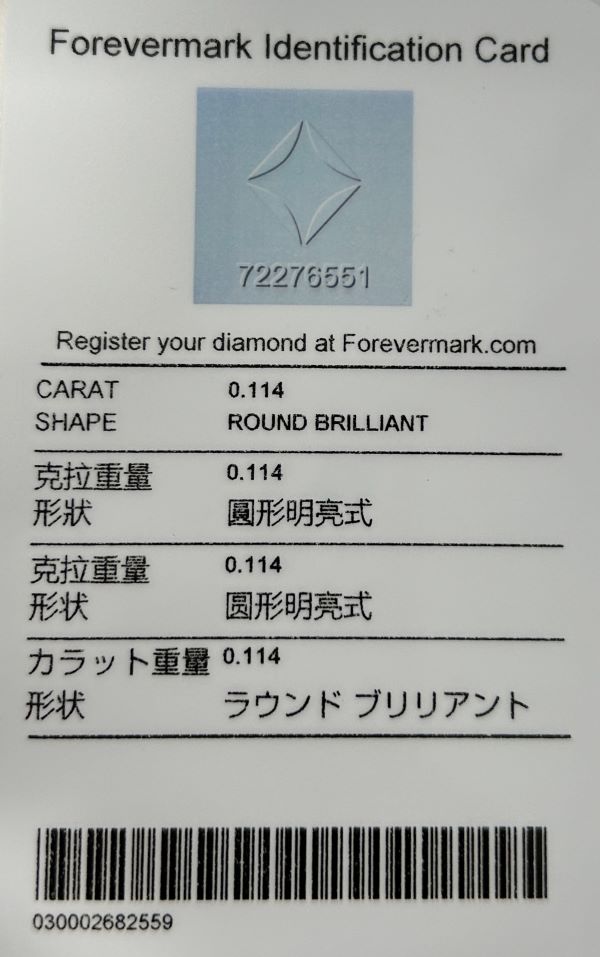 Forevermark Identification Card
72276551
Register your diamond at Forevermark.com
CARAT 0.114
SHAPE ROUND BRILLIANT
克拉重量 0.114
形狀 圓形明亮式
克拉重量 0.114
形状 圆形明亮式
カラット重量 0.114
形状 ラウンド ブリリアント
030002682559